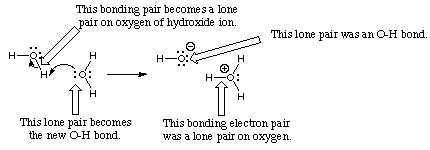 This bonding pair becomes a lone
pair on oxygen of hydroxide ion.
This lone pair was an O-H bond.
H O H
O H H
H O
H O H H
This lone pair becomes
the new O-H bond.
This bonding electron pair
was a lone pair on oxygen.